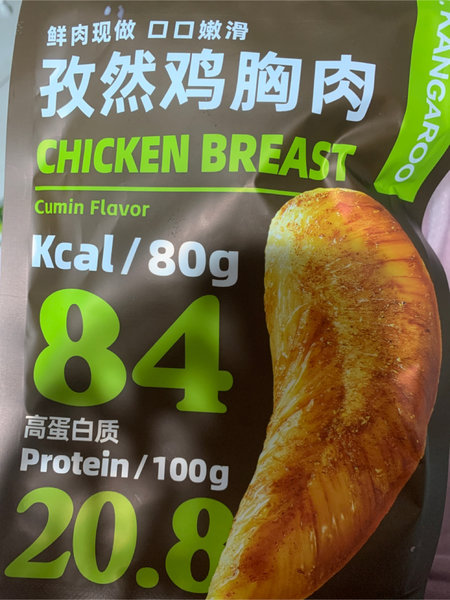 KANGAROO
鲜肉现做 口口嫩滑
孜然鸡胸肉
CHICKEN BREAST
Cumin Flavor
Kcal/80g
84
高蛋白质
Protein/100g
20.8